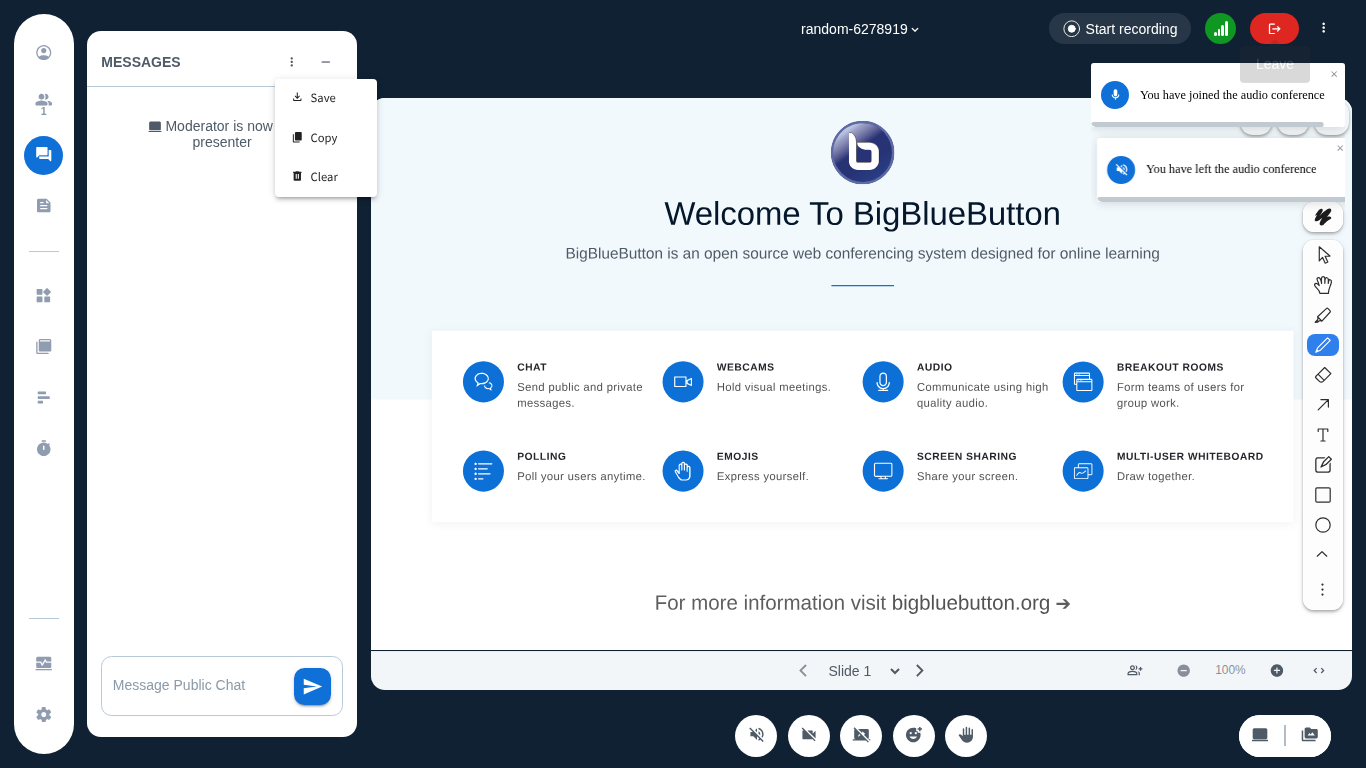 random-6278919
Start recording
Leave
MESSAGES
1
Save
Copy
Clear
Moderator is now
presenter
You have joined the audio conference
You have left the audio conference
Welcome To BigBlueButton
BigBlueButton is an open source web conferencing system designed for online learning
CHAT
Send public and private
messages.
WEBCAMS
Hold visual meetings.
AUDIO
Communicate using high
quality audio.
BREAKOUT ROOMS
Form teams of users for
group work.
POLLING
Poll your users anytime.
EMOJIS
Express yourself.
SCREEN SHARING
Share your screen.
MULTI-USER WHITEBOARD
Draw together.
For more information visit bigbluebutton.org ➔
Message Public Chat
Slide 1
100%